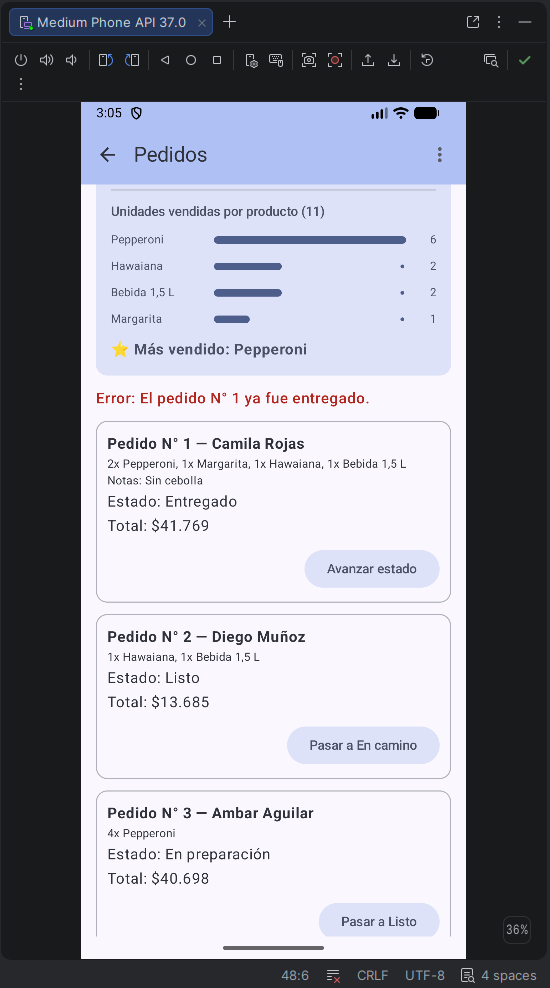 Medium Phone API 37.0
3:05
Pedidos
Unidades vendidas por producto (11)
Pepperoni 6
Hawaiana 2
Bebida 1,5 L 2
Margarita 1
⭐ Más vendido: Pepperoni
Error: El pedido N° 1 ya fue entregado.
Pedido N° 1 — Camila Rojas
2x Pepperoni, 1x Margarita, 1x Hawaiana, 1x Bebida 1,5 L
Notas: Sin cebolla
Estado: Entregado
Total: $41.769
Avanzar estado
Pedido N° 2 — Diego Muñoz
1x Hawaiana, 1x Bebida 1,5 L
Estado: Listo
Total: $13.685
Pasar a En camino
Pedido N° 3 — Ambar Aguilar
4x Pepperoni
Estado: En preparación
Total: $40.698
Pasar a Listo
36%
48:6 CRLF UTF-8 4 spaces